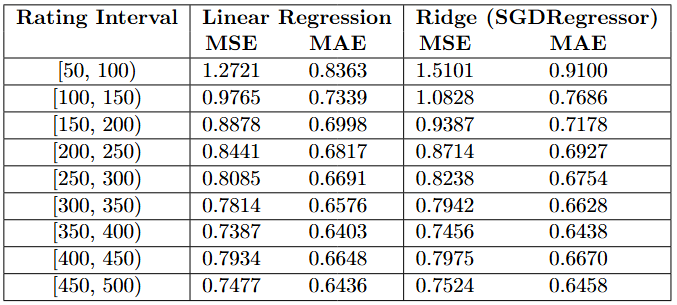 Rating Interval Linear Regression Ridge (SGDRegressor)
MSE MAE MSE MAE
[50, 100) 1.2721 0.8363 1.5101 0.9100
[100, 150) 0.9765 0.7339 1.0828 0.7686
[150, 200) 0.8878 0.6998 0.9387 0.7178
[200, 250) 0.8441 0.6817 0.8714 0.6927
[250, 300) 0.8085 0.6691 0.8238 0.6754
[300, 350) 0.7814 0.6576 0.7942 0.6628
[350, 400) 0.7387 0.6403 0.7456 0.6438
[400, 450) 0.7934 0.6648 0.7975 0.6670
[450, 500) 0.7477 0.6436 0.7524 0.6458